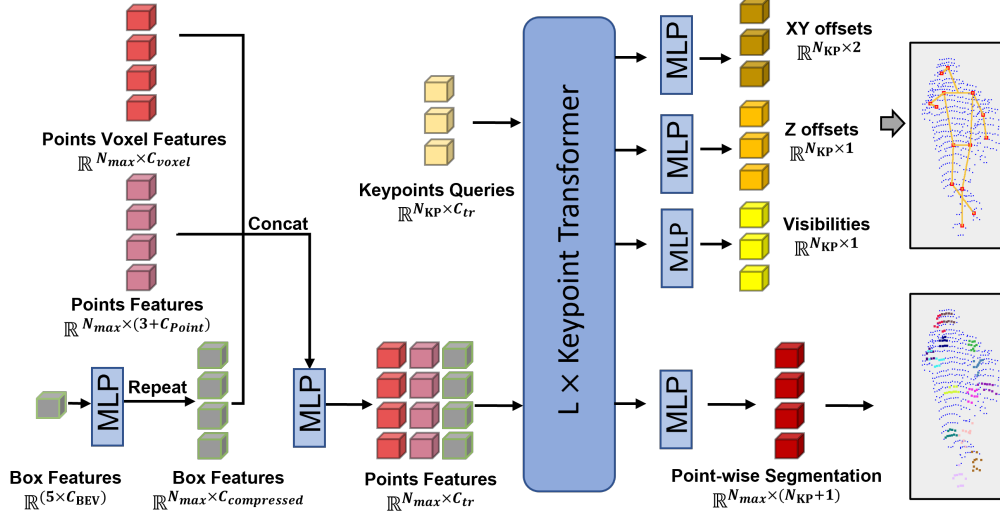 Points Voxel Features
ℝ^{N_{max}×C_{voxel}}
Points Features
ℝ^{N_{max}×(3+C_{Point})}
Concat
MLP
Repeat
Box Features
ℝ^{(5×C_{BEV})}
Box Features
ℝ^{N_{max}×C_{compressed}}
MLP
Points Features
ℝ^{N_{max}×C_{tr}}
Keypoints Queries
ℝ^{N_{KP}×C_{tr}}
L × Keypoint Transformer
MLP
XY offsets
ℝ^{N_{KP}×2}
MLP
Z offsets
ℝ^{N_{KP}×1}
MLP
Visibilities
ℝ^{N_{KP}×1}
MLP
Point-wise Segmentation
ℝ^{N_{max}×(N_{KP}+1)}